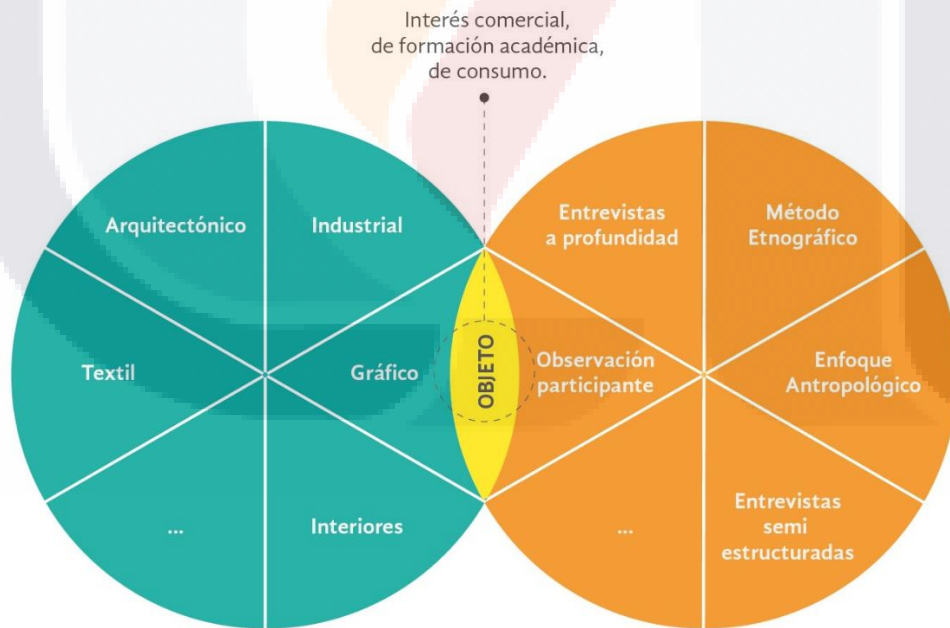 Interés comercial,
de formación académica,
de consumo.
Arquitectónico
Industrial
Textil
Gráfico
...
Interiores
OBJETO
Entrevistas
a profundidad
Método
Etnográfico
Observación
participante
Enfoque
Antropológico
...
Entrevistas
semi
estructuradas